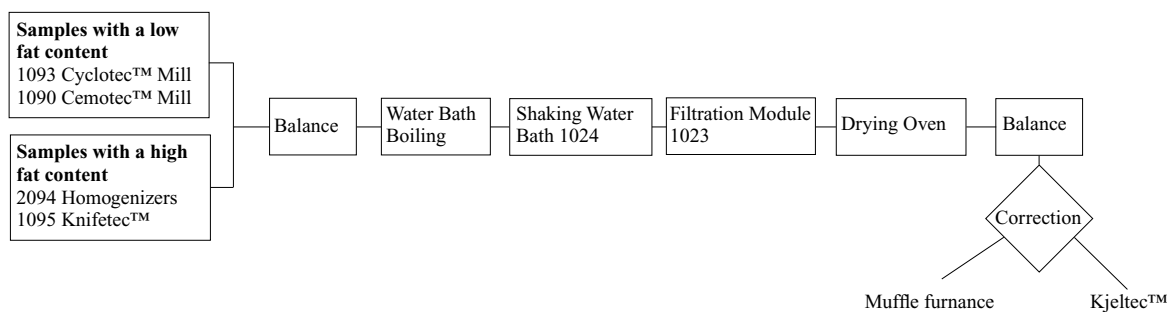 Samples with a low
fat content
1093 Cyclotec™ Mill
1090 Cemotec™ Mill
Samples with a high
fat content
2094 Homogenizers
1095 Knifetec™
Balance
Water Bath
Boiling
Shaking Water
Bath 1024
Filtration Module
1023
Drying Oven
Balance
Correction
Muffle furnance
Kjeltec™